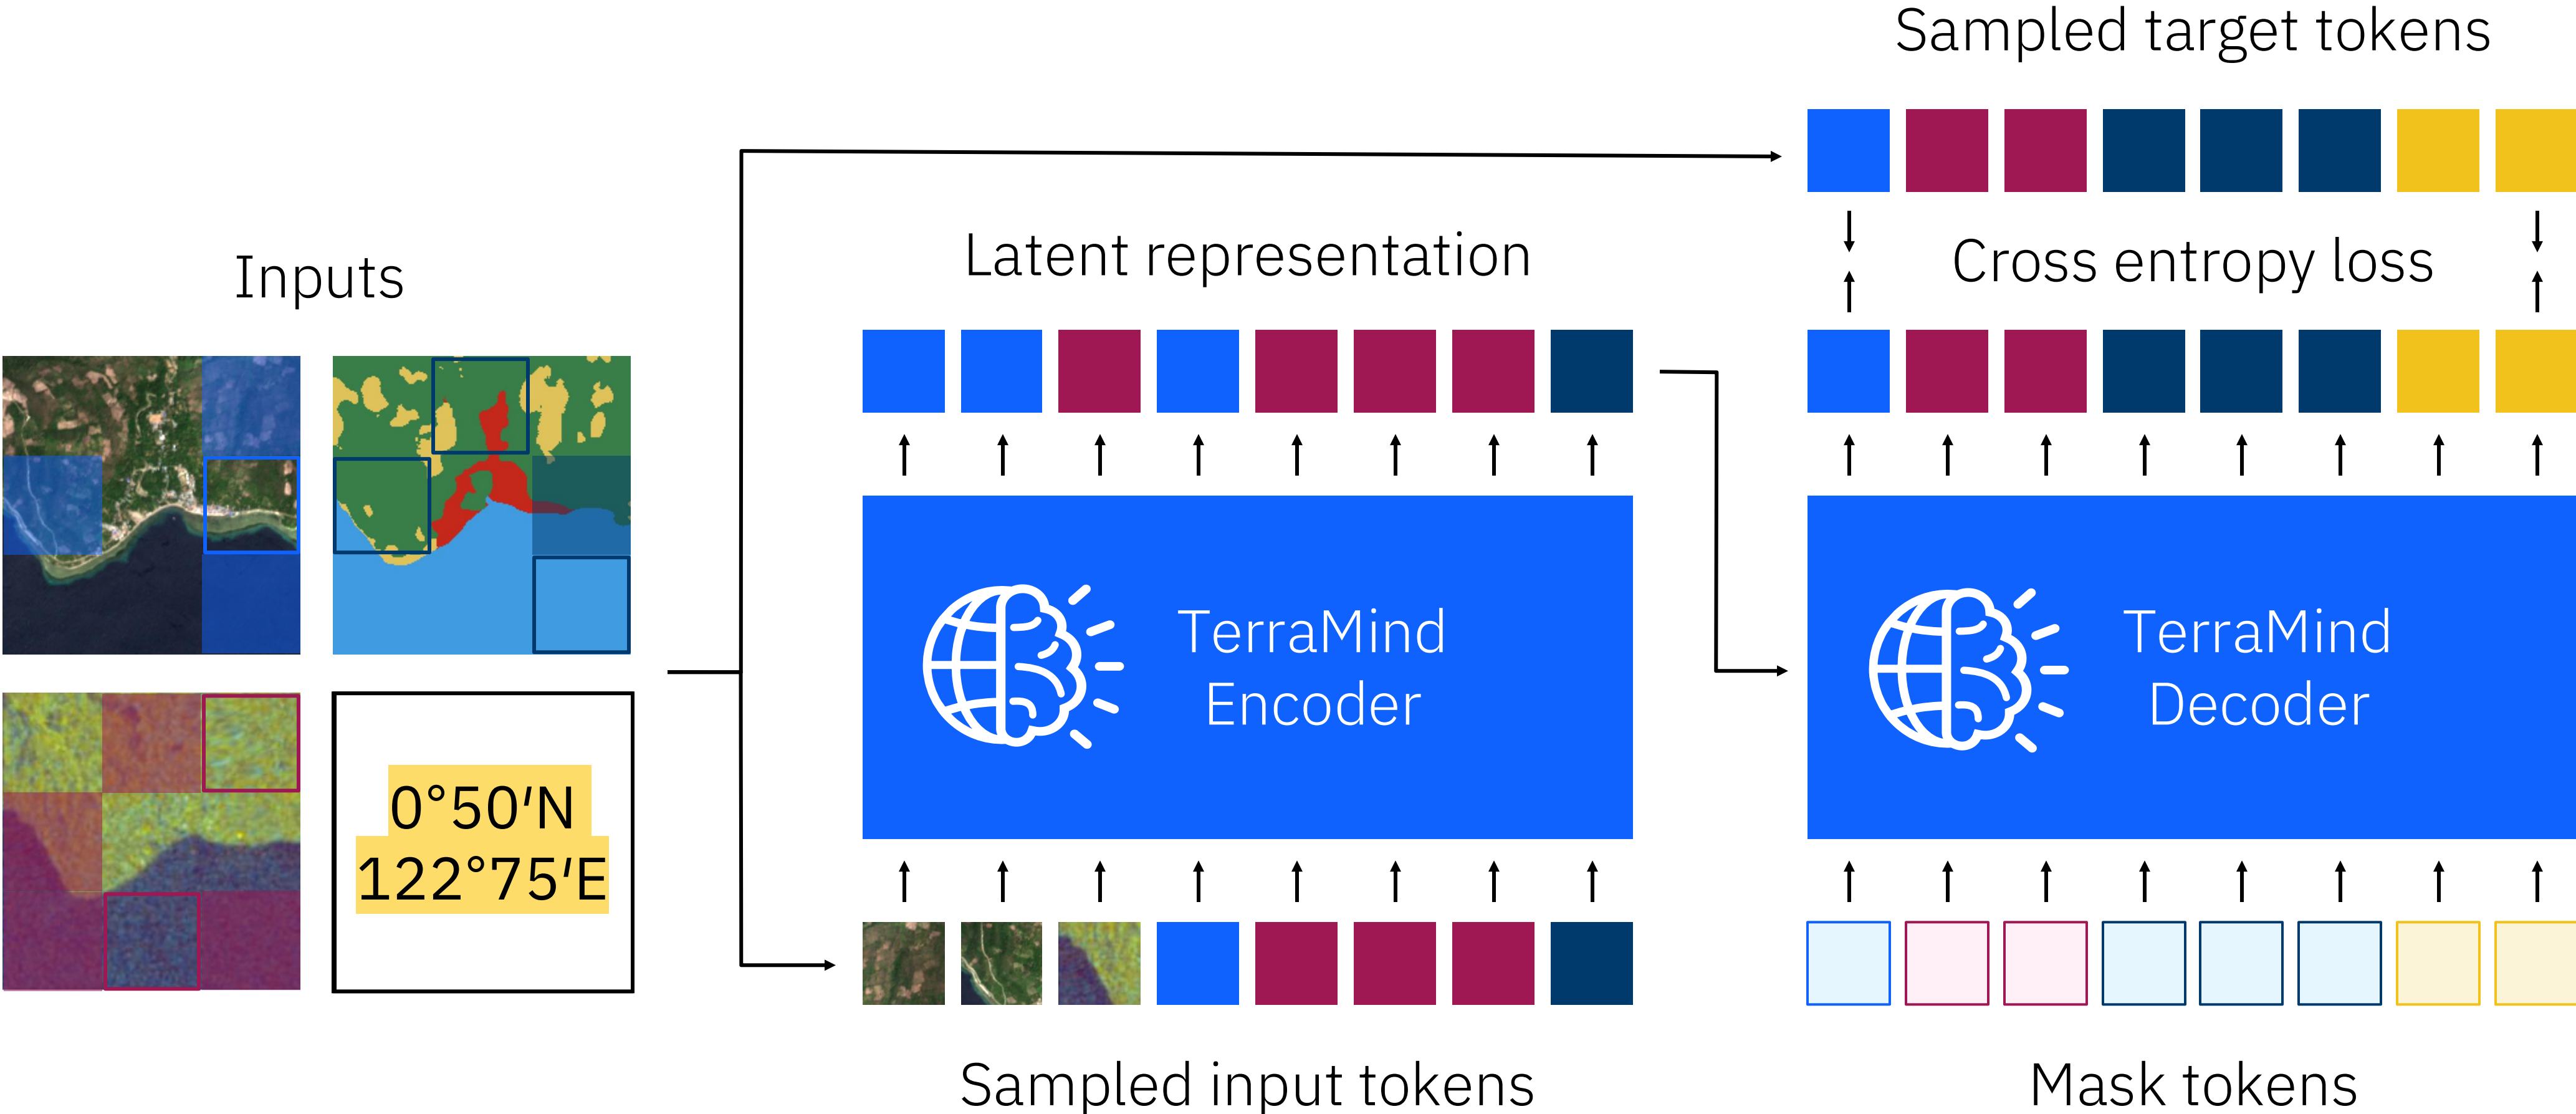 Sampled target tokens
Inputs
Latent representation
Cross entropy loss
TerraMind
Encoder
TerraMind
Decoder
0°50'N
122°75'E
Sampled input tokens
Mask tokens